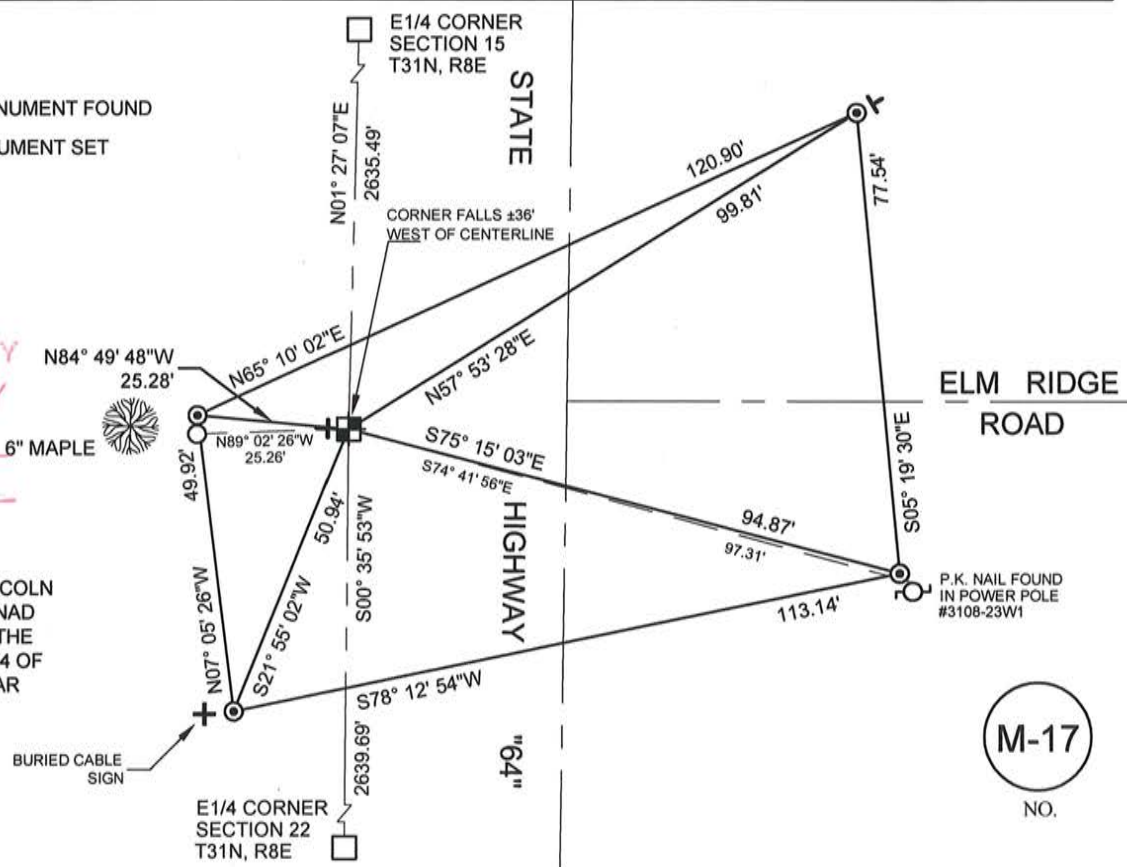 E1/4 CORNER
SECTION 15
T31N, R8E
NUMENT FOUND
UMENT SET
N01° 27' 07"E
2635.49'
STATE
HIGHWAY
"64"
CORNER FALLS ±36'
WEST OF CENTERLINE
120.90'
99.81'
77.54'
N65° 10' 02"E
N57° 53' 28"E
N84° 49' 48"W
25.28'
6" MAPLE
N89° 02' 26"W
25.26'
ELM RIDGE
ROAD
S75° 15' 03"E
S74° 41' 56"E
94.87'
97.31'
S05° 19' 30"E
49.92'
50.94'
S00° 35' 53"W
N07° 05' 26"W
S21° 55' 02"W
COLN
NAD
THE
4 OF
AR
P.K. NAIL FOUND
IN POWER POLE
#3108-23W1
113.14'
S78° 12' 54"W
BURIED CABLE
SIGN
2639.69'
E1/4 CORNER
SECTION 22
T31N, R8E
M-17
NO.